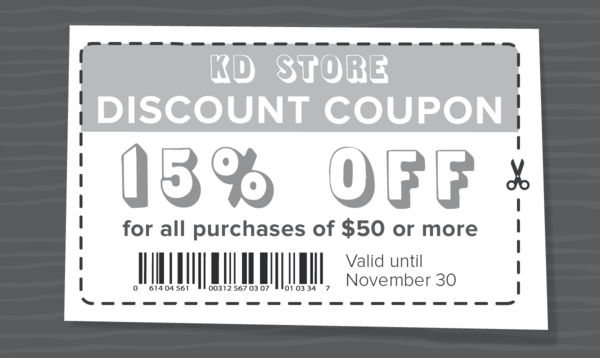 KD STORE
DISCOUNT COUPON
15% OFF
for all purchases of $50 or more
Valid until
November 30
0 614 04 561 00312 567 03 07 01 03 34 7